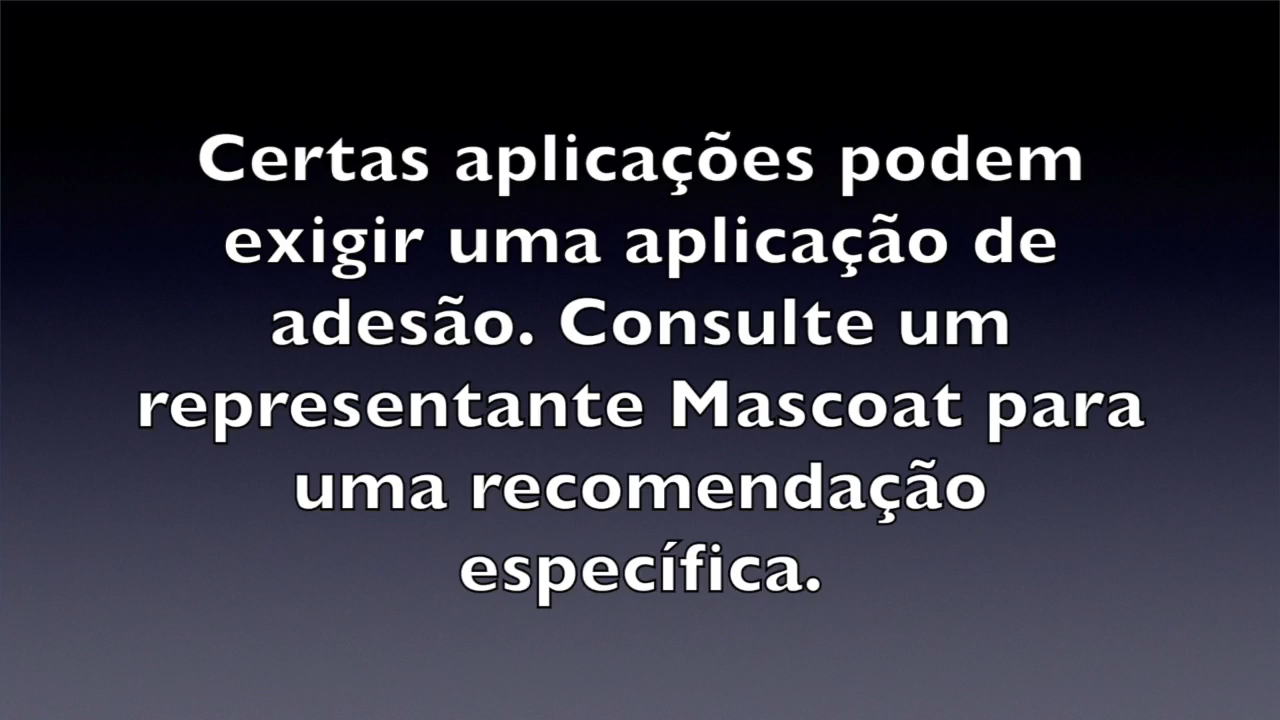 Certas aplicações podem
exigir uma aplicação de
adesão. Consulte um
representante Mascoat para
uma recomendação
específica.